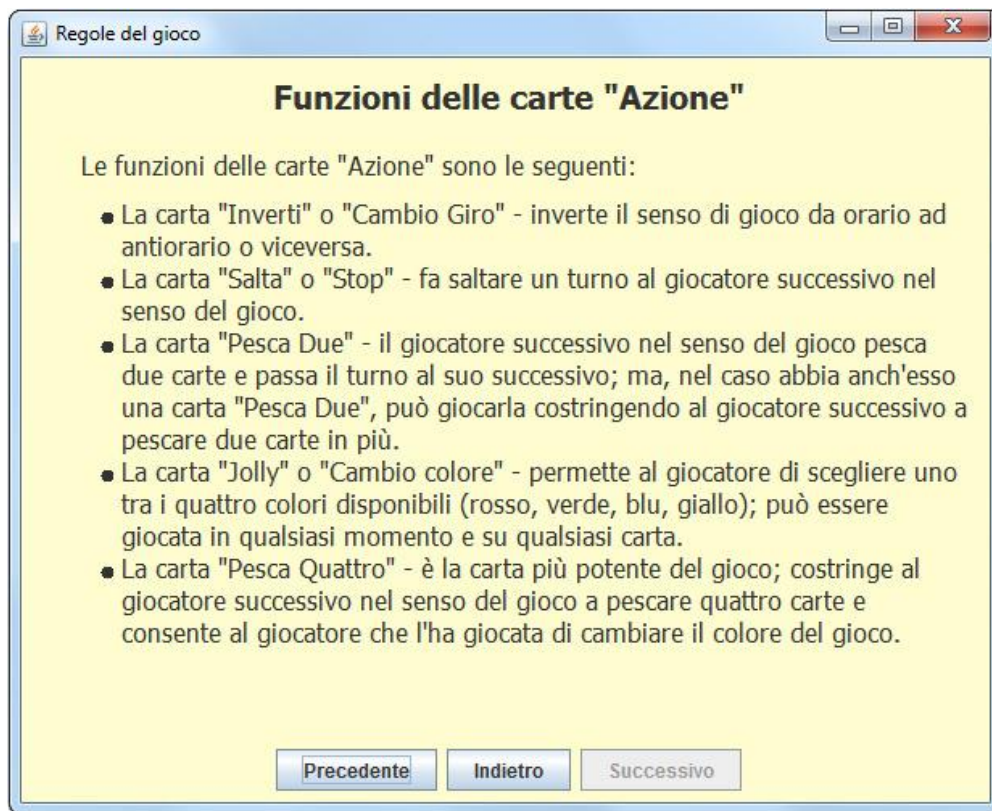 Regole del gioco
Funzioni delle carte "Azione"
Le funzioni delle carte "Azione" sono le seguenti:
La carta "Inverti" o "Cambio Giro" - inverte il senso di gioco da orario ad
antiorario o viceversa.
La carta "Salta" o "Stop" - fa saltare un turno al giocatore successivo nel
senso del gioco.
La carta "Pesca Due" - il giocatore successivo nel senso del gioco pesca
due carte e passa il turno al suo successivo; ma, nel caso abbia anch'esso
una carta "Pesca Due", può giocarla costringendo al giocatore successivo a
pescare due carte in più.
La carta "Jolly" o "Cambio colore" - permette al giocatore di scegliere uno
tra i quattro colori disponibili (rosso, verde, blu, giallo); può essere
giocata in qualsiasi momento e su qualsiasi carta.
La carta "Pesca Quattro" - è la carta più potente del gioco; costringe al
giocatore successivo nel senso del gioco a pescare quattro carte e
consente al giocatore che l'ha giocata di cambiare il colore del gioco.
Precedente Indietro Successivo